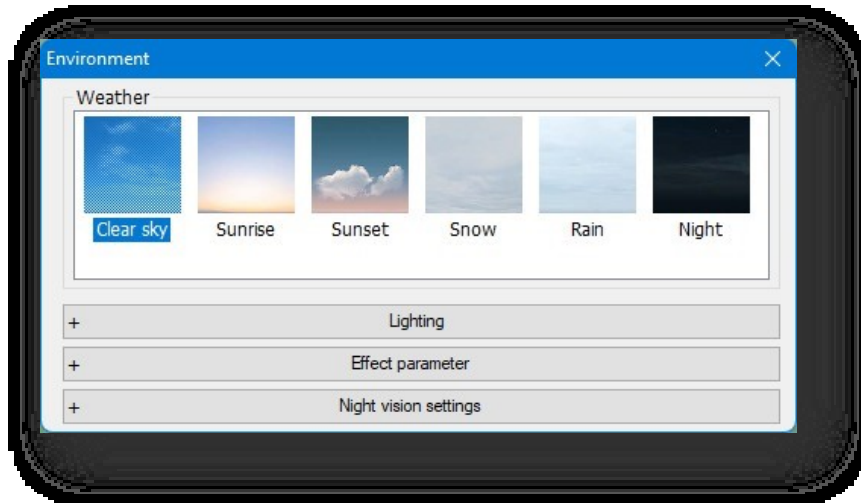 Environment
Weather
Clear sky Sunrise Sunset Snow Rain Night
+ Lighting
+ Effect parameter
+ Night vision settings